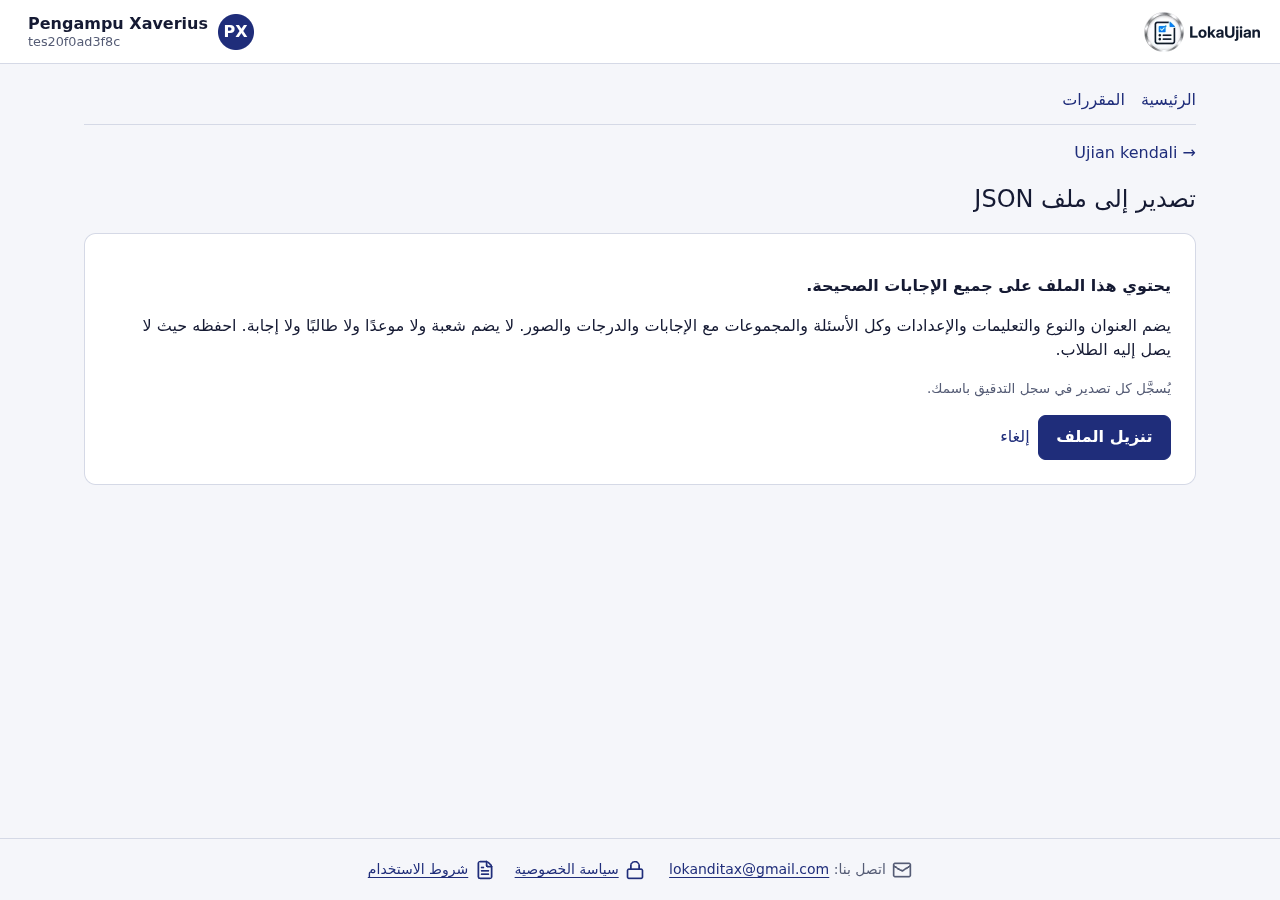 LokaUjian
Pengampu Xaverius
tes20f0ad3f8c
PX
الرئيسية
المقررات
→ Ujian kendali
تصدير إلى ملف JSON
يحتوي هذا الملف على جميع الإجابات الصحيحة.
يضم العنوان والنوع والتعليمات والإعدادات وكل الأسئلة والمجموعات مع الإجابات والدرجات والصور. لا يضم شعبة ولا موعدًا ولا طالبًا ولا إجابة. احفظه حيث لا
يصل إليه الطلاب.
يُسجَّل كل تصدير في سجل التدقيق باسمك.
تنزيل الملف
إلغاء
اتصل بنا: lokanditax@gmail.com
سياسة الخصوصية
شروط الاستخدام